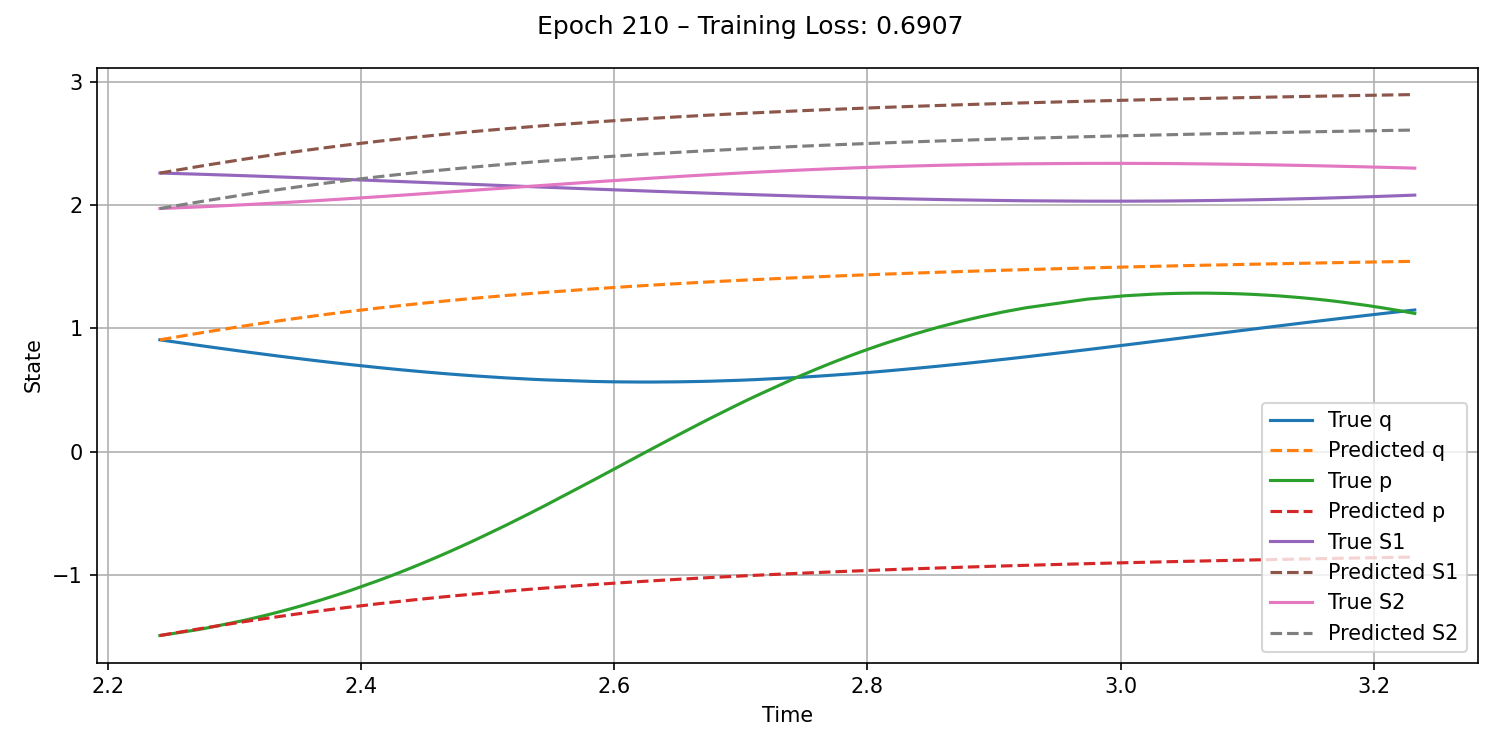 Epoch 210 – Training Loss: 0.6907
3
2
1
0
−1
State
2.2
2.4
2.6
2.8
3.0
3.2
Time
True q
Predicted q
True p
Predicted p
True S1
Predicted S1
True S2
Predicted S2